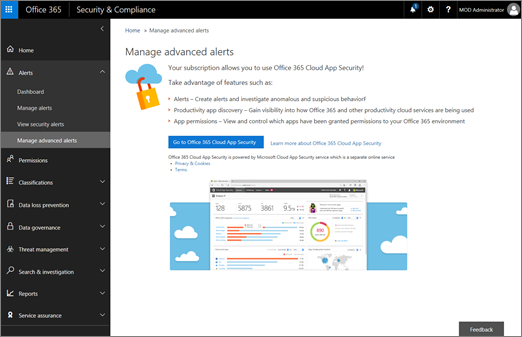 Office 365 Security & Compliance
1
?
MOD Administrator
Home > Manage advanced alerts
Home
Alerts
Dashboard
Manage alerts
View security alerts
Manage advanced alerts
Permissions
Classifications
Data loss prevention
Data governance
Threat management
Search & investigation
Reports
Service assurance
Manage advanced alerts
Your subscription allows you to use Office 365 Cloud App Security!
Take advantage of features such as:
Alerts – Create alerts and investigate anomalous and suspicious behaviorF
Productivity app discovery – Gain visibility into how Office 365 and other productivity cloud services are being used
App permissions – View and control which apps have been granted permissions to your Office 365 environment
Go to Office 365 Cloud App Security
Learn more about Office 365 Cloud App Security
Office 365 Cloud App Security is powered by Microsoft Cloud App Security service which is a separate online service
Privacy & Cookies
Terms
128 5875 3861 9.5
390
Feedback